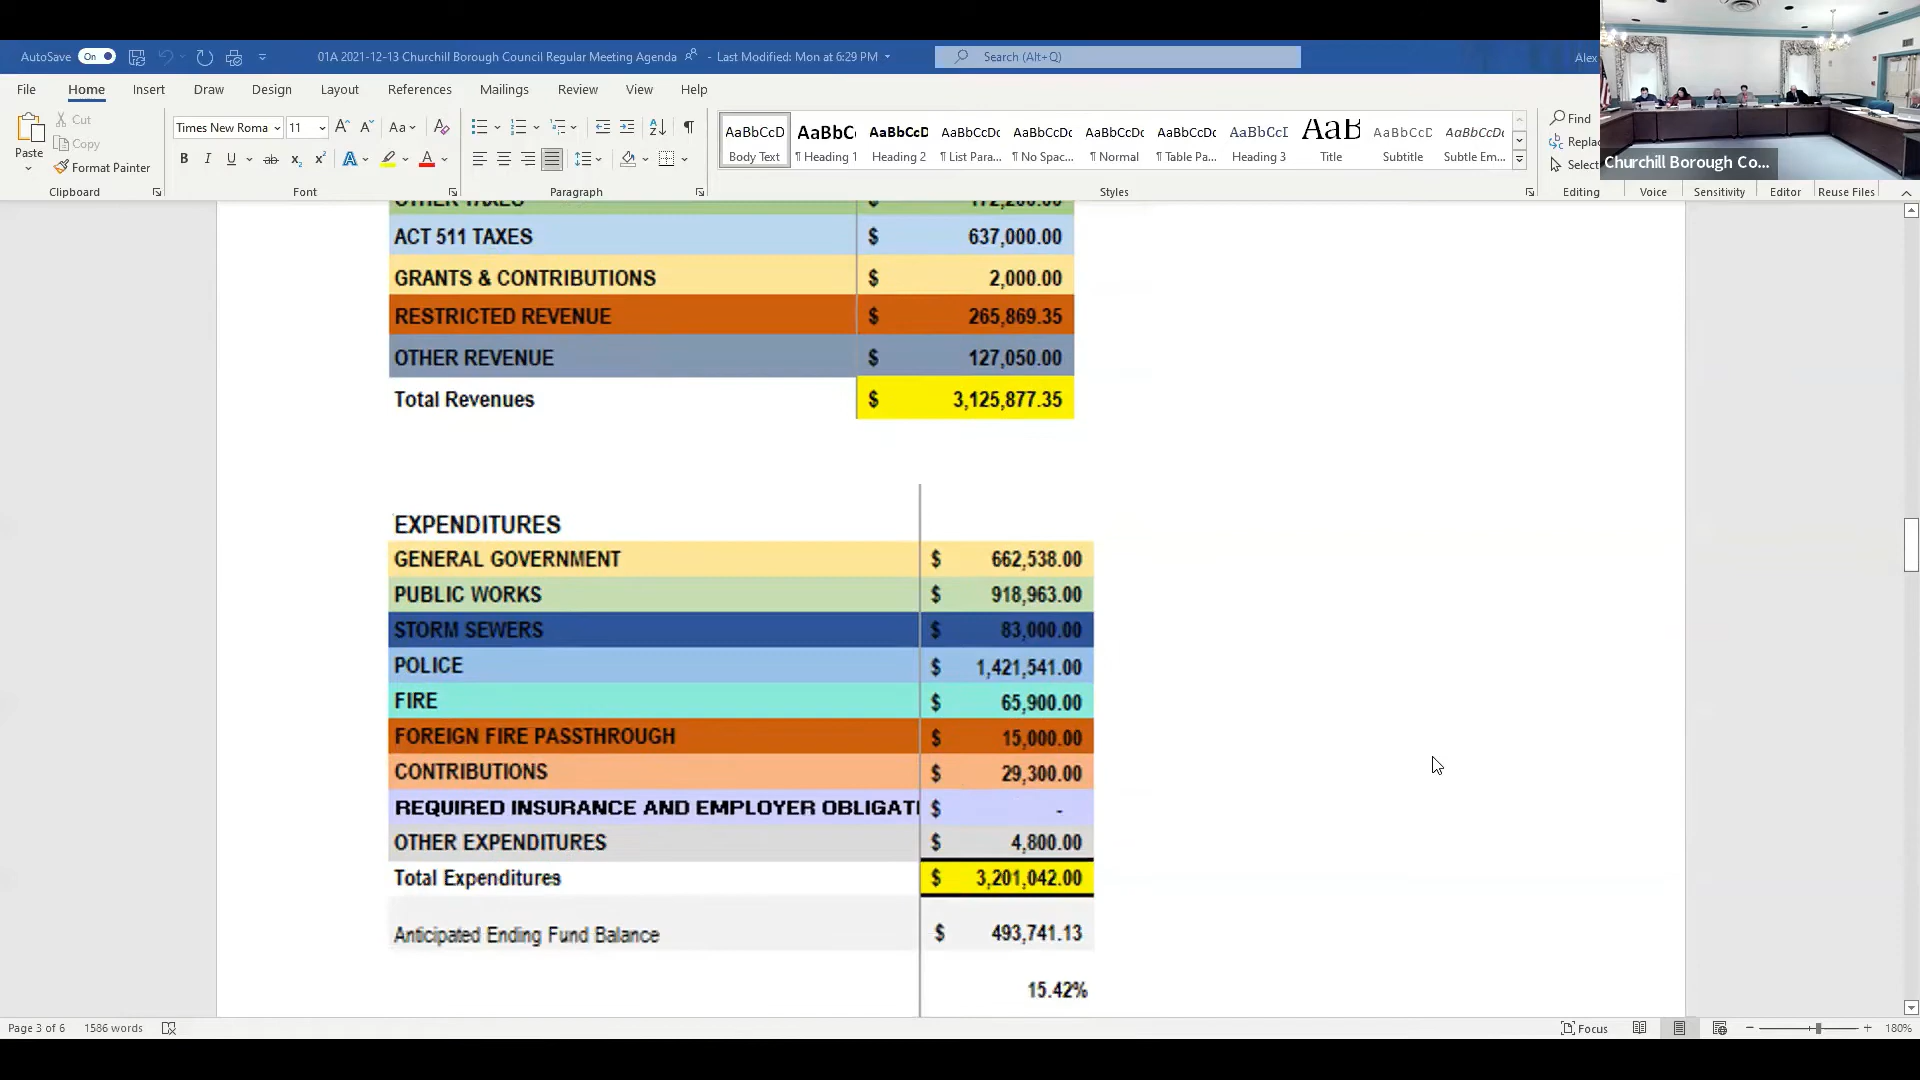 AutoSave On 01A 2021-12-13 Churchill Borough Council Regular Meeting Agenda - Last Modified: Mon at 6:29 PM Search (Alt+Q) Alex
File Home Insert Draw Design Layout References Mailings Review View Help
Paste Cut Copy Format Painter
Times New Roma 11
AaBbCcD Body Text
AaBbC ¶ Heading 1
AaBbCcD Heading 2
AaBbCcDc ¶ List Para...
AaBbCcDc ¶ No Spac...
AaBbCcDc ¶ Normal
AaBbCcDc ¶ Table Pa...
AaBbCcI Heading 3
AaB Title
AaBbCcD Subtitle
AaBbCcDc Subtle Em...
Find
Replac
Select
Churchill Borough Co...
Clipboard Font Paragraph Styles Editing Voice Sensitivity Editor Reuse Files
OTHER TAXES $ 172,200.00
ACT 511 TAXES $ 637,000.00
GRANTS & CONTRIBUTIONS $ 2,000.00
RESTRICTED REVENUE $ 265,869.35
OTHER REVENUE $ 127,050.00
Total Revenues $ 3,125,877.35
EXPENDITURES
GENERAL GOVERNMENT $ 662,538.00
PUBLIC WORKS $ 918,963.00
STORM SEWERS $ 83,000.00
POLICE $ 1,421,541.00
FIRE $ 65,900.00
FOREIGN FIRE PASSTHROUGH $ 15,000.00
CONTRIBUTIONS $ 29,300.00
REQUIRED INSURANCE AND EMPLOYER OBLIGATI $ -
OTHER EXPENDITURES $ 4,800.00
Total Expenditures $ 3,201,042.00
Anticipated Ending Fund Balance $ 493,741.13
15.42%
Page 3 of 6 1586 words Focus 180%